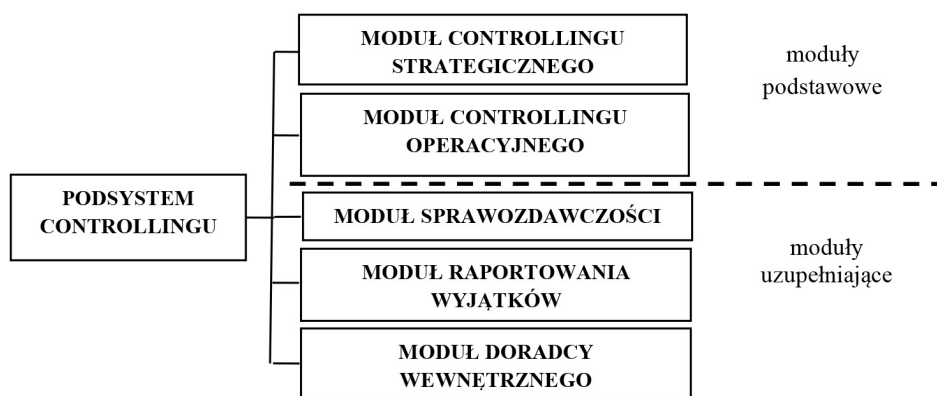 MODUŁ CONTROLLINGU
STRATEGICZNEGO
moduły
podstawowe
MODUŁ CONTROLLINGU
OPERACYJNEGO
PODSYSTEM
CONTROLLINGU
MODUŁ SPRAWOZDAWCZOŚCI
moduły
uzupełniające
MODUŁ RAPORTOWANIA
WYJĄTKÓW
MODUŁ DORADCY
WEWNĘTRZNEGO